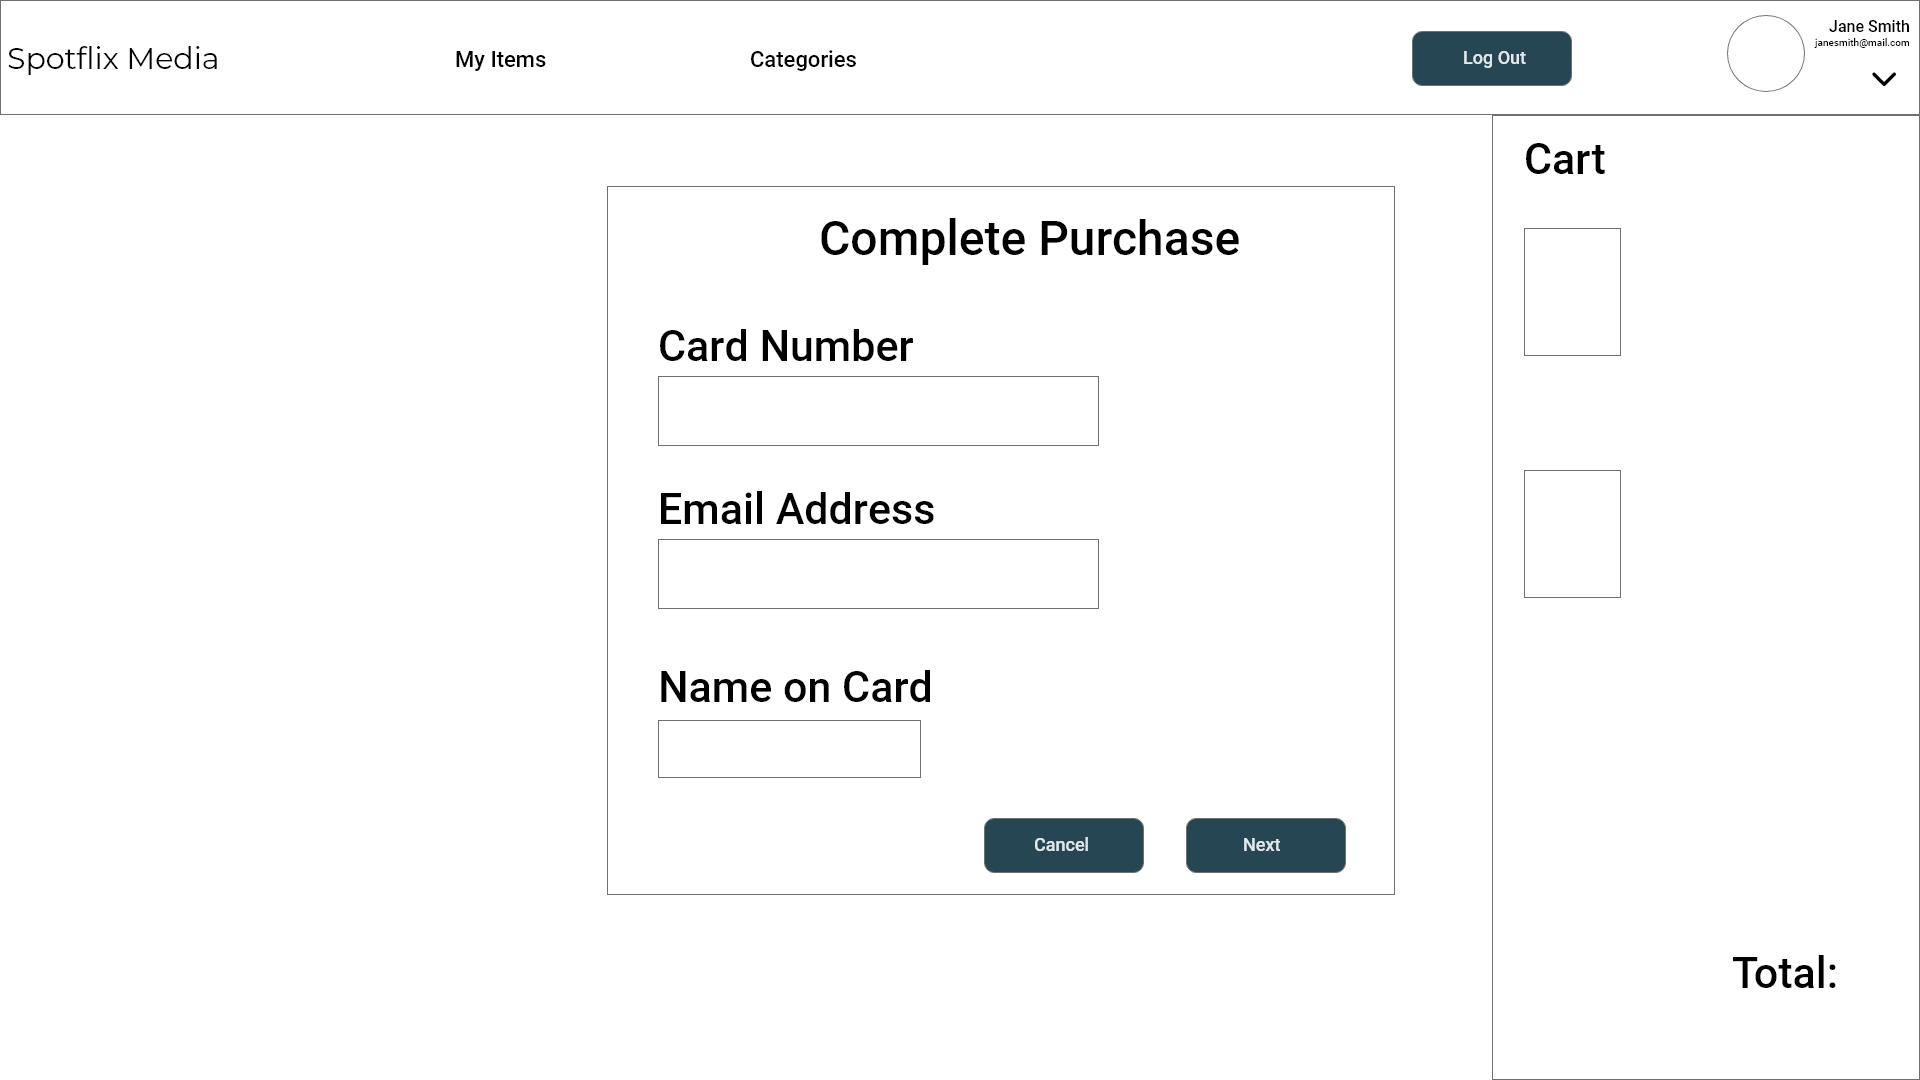 Spotflix Media
My Items
Categories
Log Out
Jane Smith
janesmith@mail.com
Complete Purchase
Card Number
Email Address
Name on Card
Cancel
Next
Cart
Total: